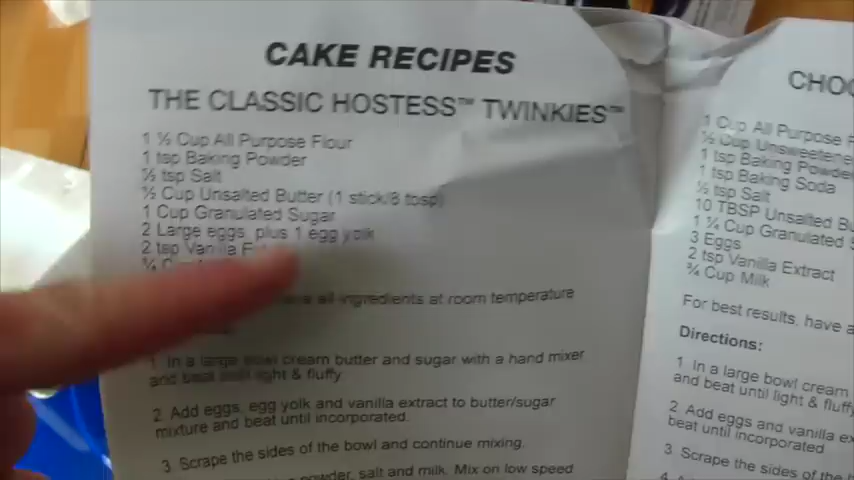 CAKE RECIPES
THE CLASSIC HOSTESS™ TWINKIES™
1 ½ Cup All Purpose Flour
1 tsp Baking Powder
½ tsp Salt
½ Cup Unsalted Butter (1 stick/8 tbsp)
1 Cup Granulated Sugar
2 Large eggs, plus 1 egg yolk
2 tsp Vanilla
all ingredients at room temperature
1 In a large bowl cream butter and sugar with a hand mixer
and beat until light & fluffy
2 Add eggs, egg yolk and vanilla extract to butter/sugar
mixture and beat until incorporated.
3 Scrape the sides of the bowl and continue mixing.
powder, salt and milk. Mix on low speed
1 Cup All Purpose
½ Cup Unsweetene
1 tsp Baking Powde
1 tsp Baking Soda
½ tsp Salt
10 TBSP Unsalted Bu
1 ¼ Cup Granulated S
3 Eggs
2 tsp Vanilla Extract
¾ Cup Milk
For best results, have a
Directions:
1 In a large bowl cream
and beat until light & fluffy
2 Add eggs and vanilla ex
beat until incorporated
3 Scrape the sides of the b